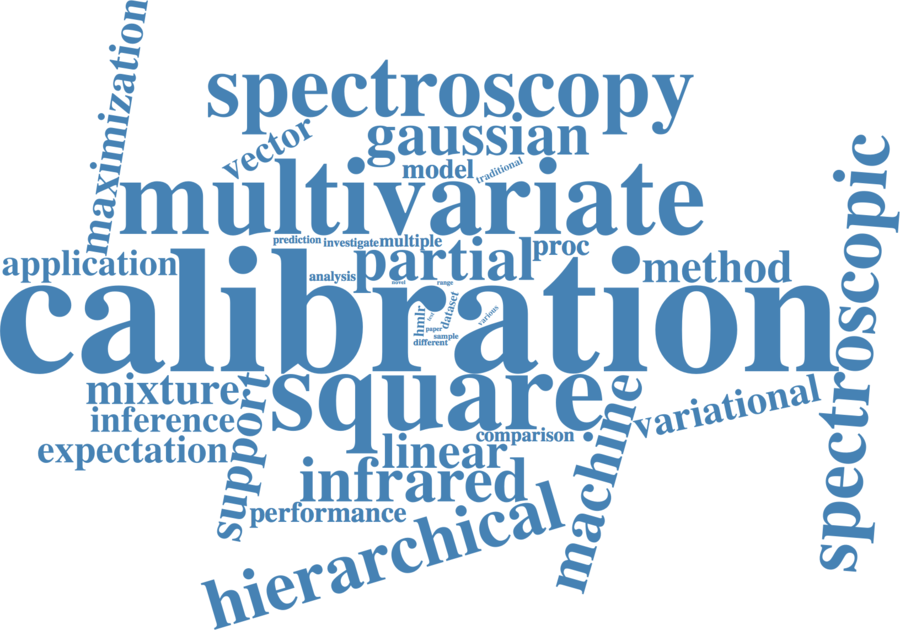 maximization
spectroscopy
vector
gaussian
model
traditional
multivariate
spectroscopic
prediction
investigate
multiple
partial
proc
application
analysis
method
novel
range
calibration
hmlr
text
dataset
various
paper
sample
different
mixture
square
support
machine
variational
inference
expectation
comparison
linear
infrared
performance
hierarchical